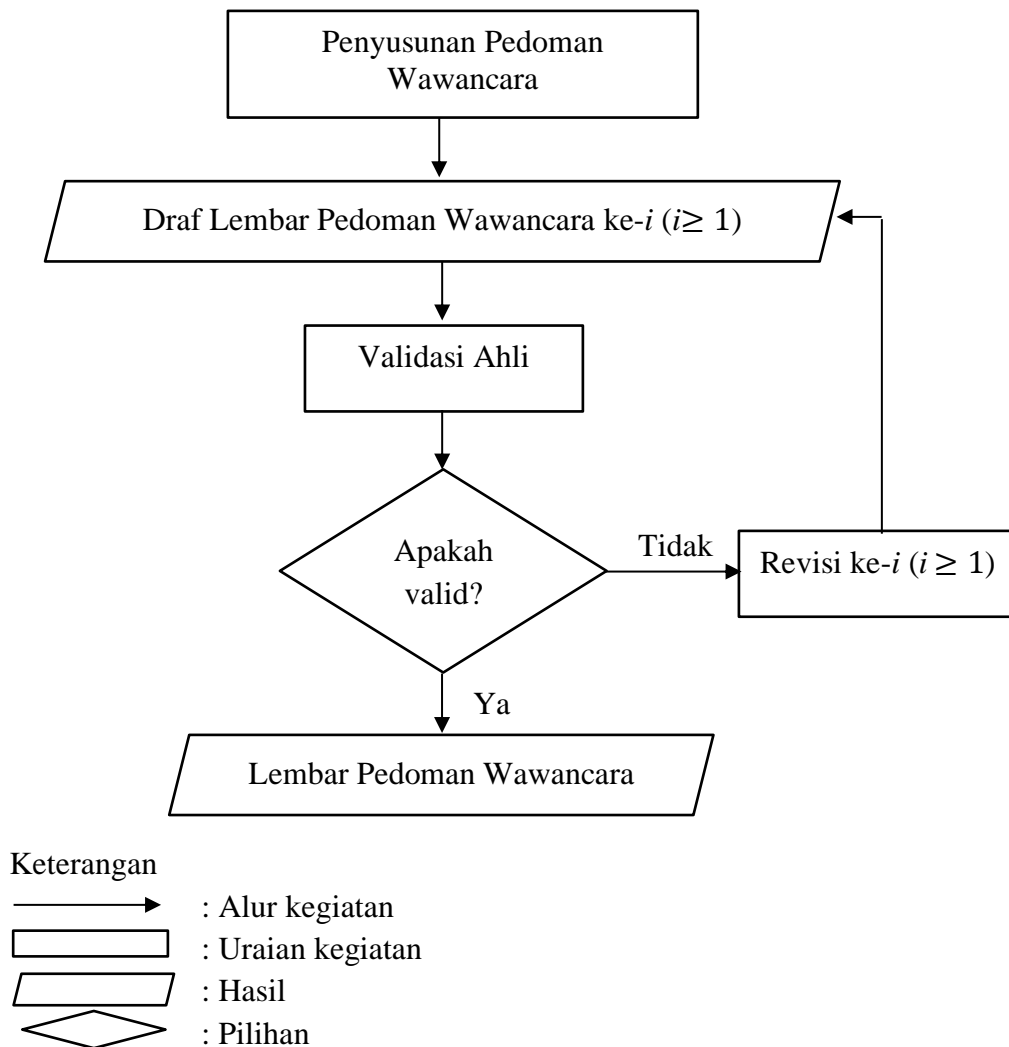 Penyusunan Pedoman
Wawancara
Draf Lembar Pedoman Wawancara ke-i (i≥ 1)
Validasi Ahli
Apakah
valid?
Tidak
Revisi ke-i (i ≥ 1)
Ya
Lembar Pedoman Wawancara
Keterangan
: Alur kegiatan
: Uraian kegiatan
: Hasil
: Pilihan